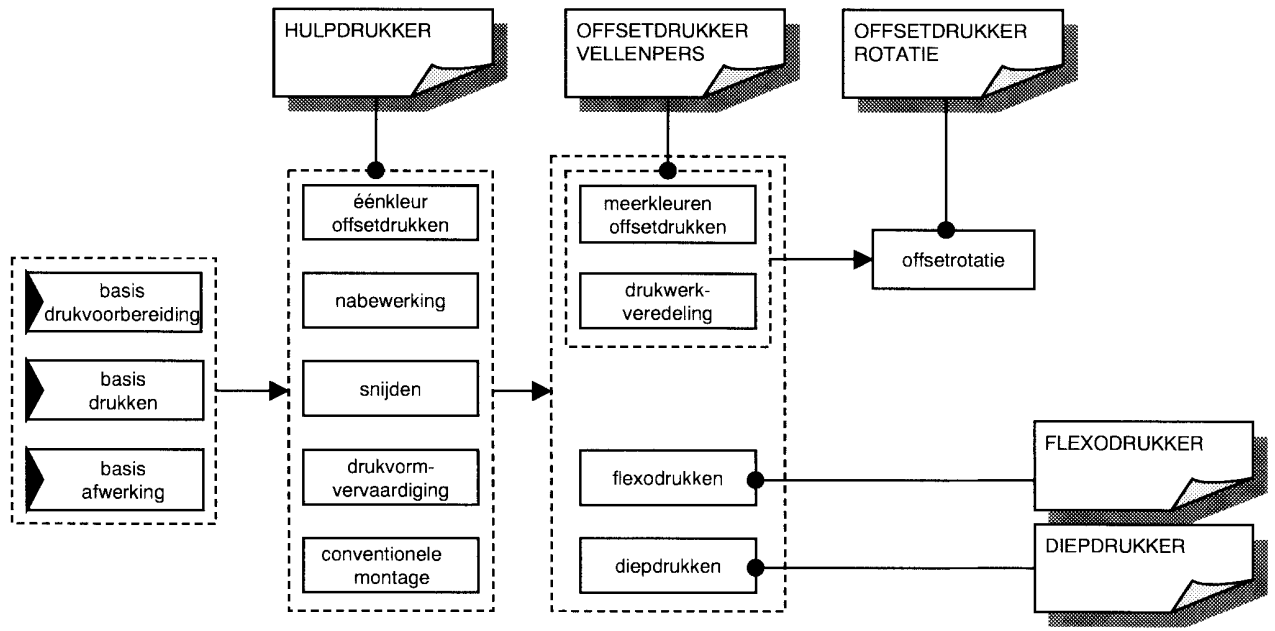 HULPDRUKKER
OFFSETDRUKKER
VELLENPERS
OFFSETDRUKKER
ROTATIE
basis
drukvoorbereiding
basis
drukken
basis
afwerking
éénkleur
offsetdrukken
nabewerking
snijden
drukvorm-
vervaardiging
conventionele
montage
meerkleuren
offsetdrukken
drukwerk-
veredeling
flexodrukken
diepdrukken
offsetrotatie
FLEXODRUKKER
DIEPDRUKKER